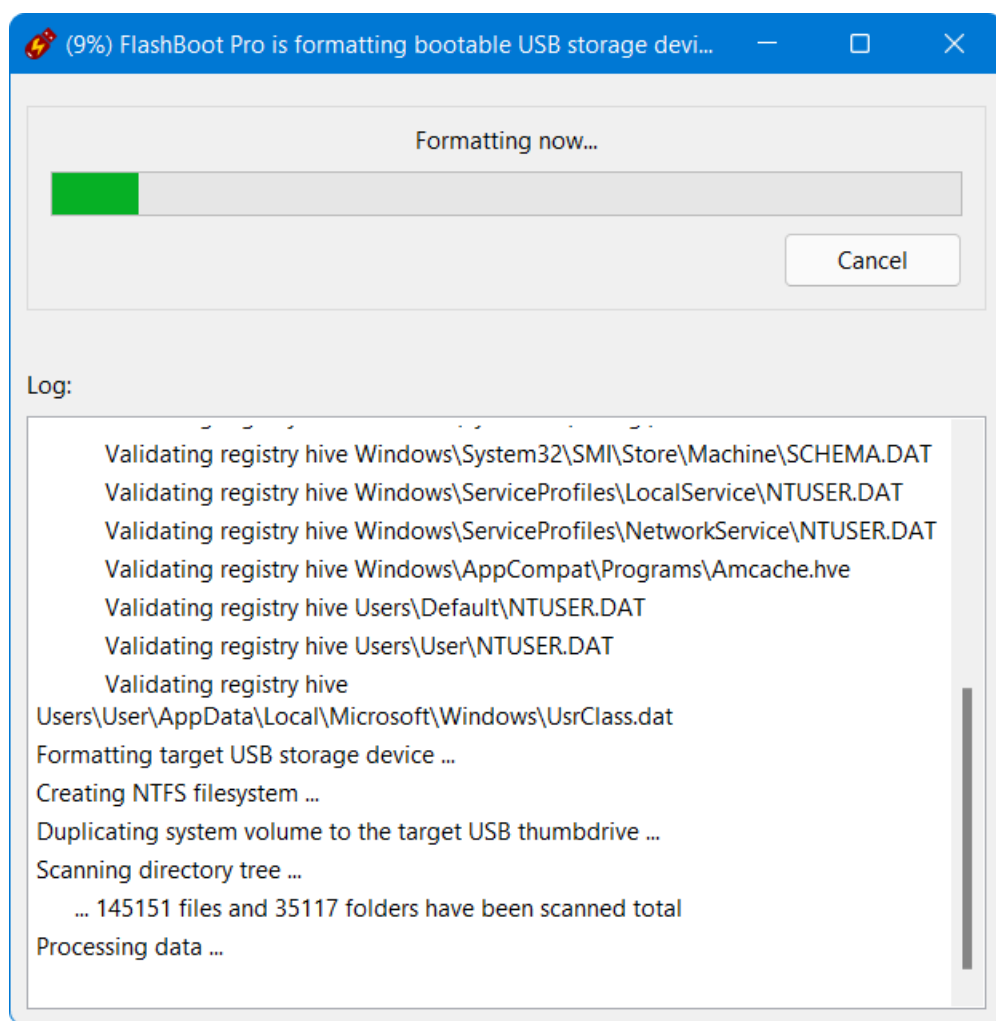 (9%) FlashBoot Pro is formatting bootable USB storage devi...
Formatting now...
Cancel
Log:
Validating registry hive Windows\System32\SMI\Store\Machine\SCHEMA.DAT
Validating registry hive Windows\ServiceProfiles\LocalService\NTUSER.DAT
Validating registry hive Windows\ServiceProfiles\NetworkService\NTUSER.DAT
Validating registry hive Windows\AppCompat\Programs\Amcache.hve
Validating registry hive Users\Default\NTUSER.DAT
Validating registry hive Users\User\NTUSER.DAT
Validating registry hive
Users\User\AppData\Local\Microsoft\Windows\UsrClass.dat
Formatting target USB storage device ...
Creating NTFS filesystem ...
Duplicating system volume to the target USB thumbdrive ...
Scanning directory tree ...
... 145151 files and 35117 folders have been scanned total
Processing data ...